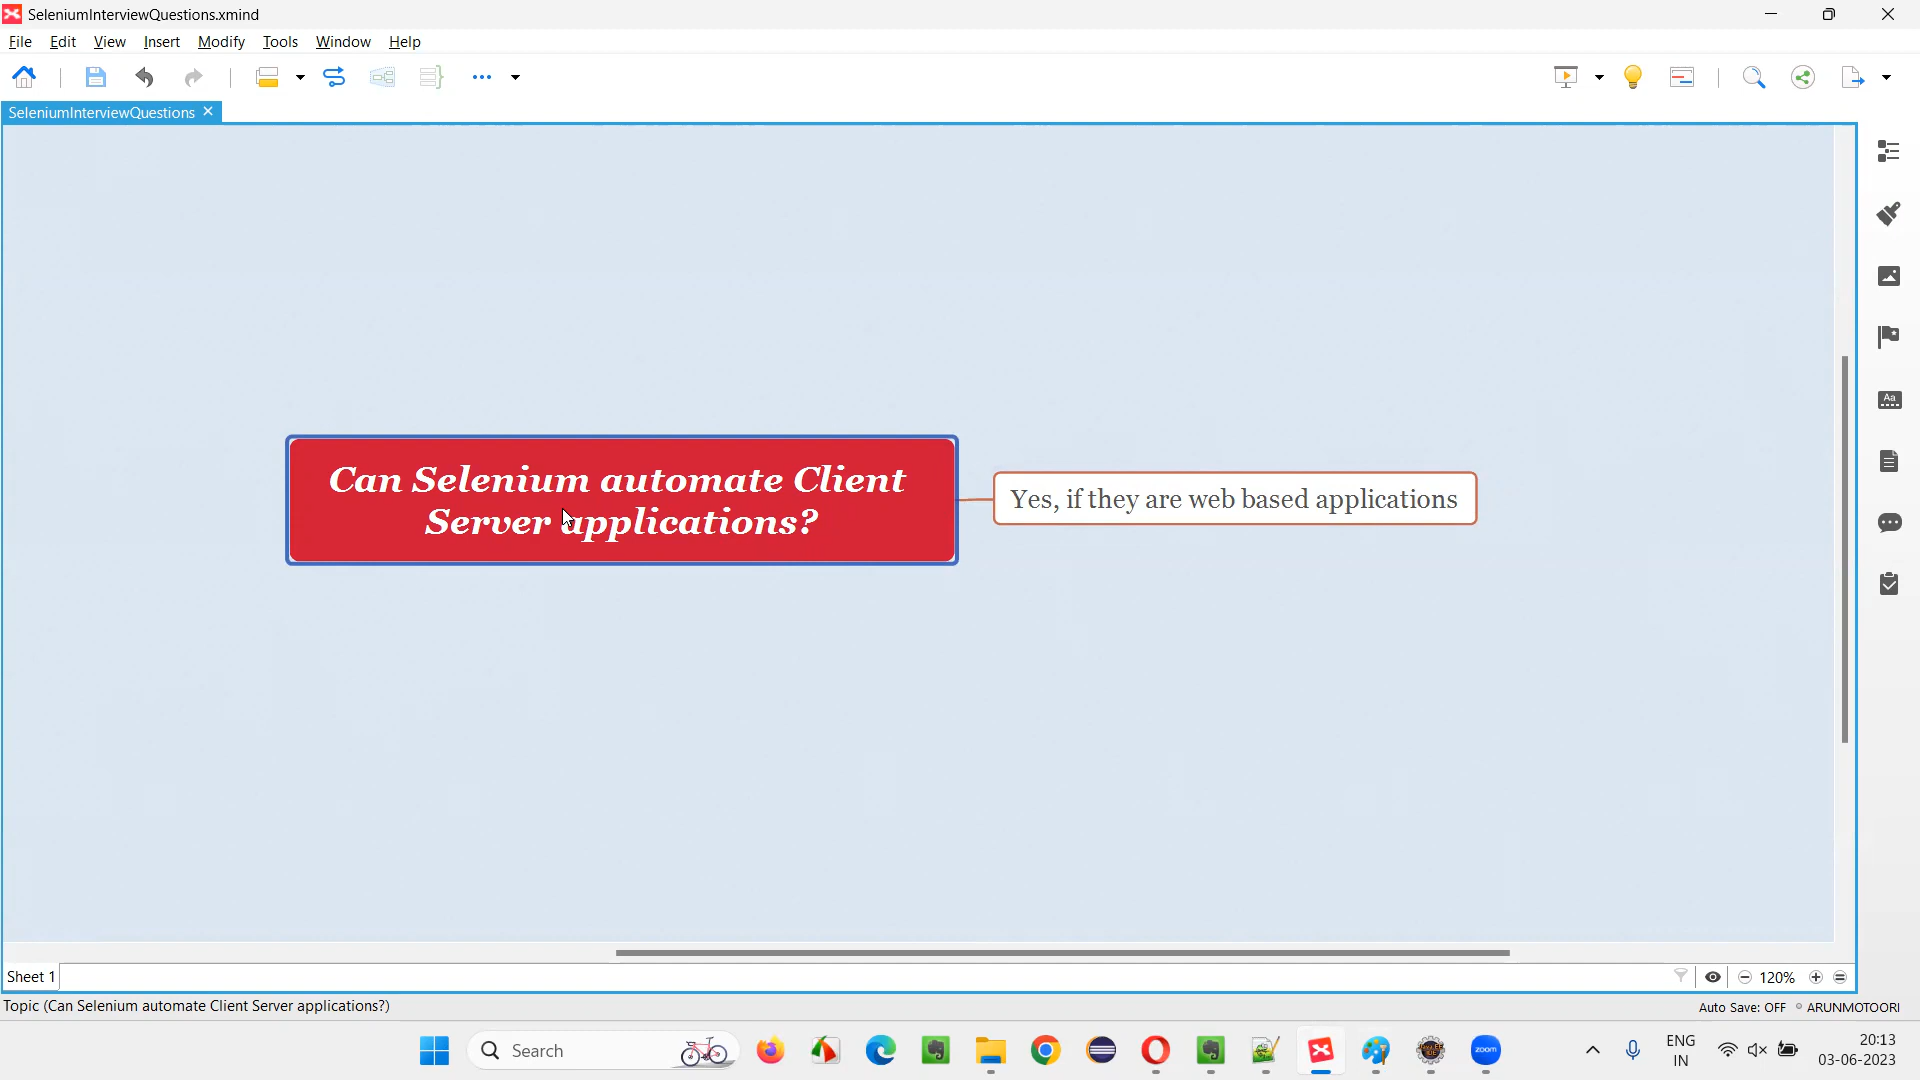 SeleniumInterviewQuestions.xmind
File Edit View Insert Modify Tools Window Help
SeleniumInterviewQuestions
Can Selenium automate Client
Server applications?
Yes, if they are web based applications
Aa
Sheet 1
120%
Topic (Can Selenium automate Client Server applications?)
Auto Save: OFF ARUNMOTOORI
Search
zoom
ENG
IN
20:13
03-06-2023